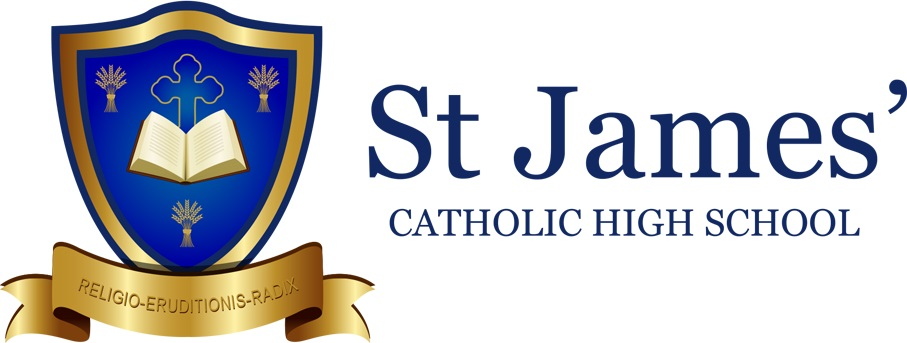 St James’
CATHOLIC HIGH SCHOOL
RELIGIO-ERUDITIONIS-RADIX